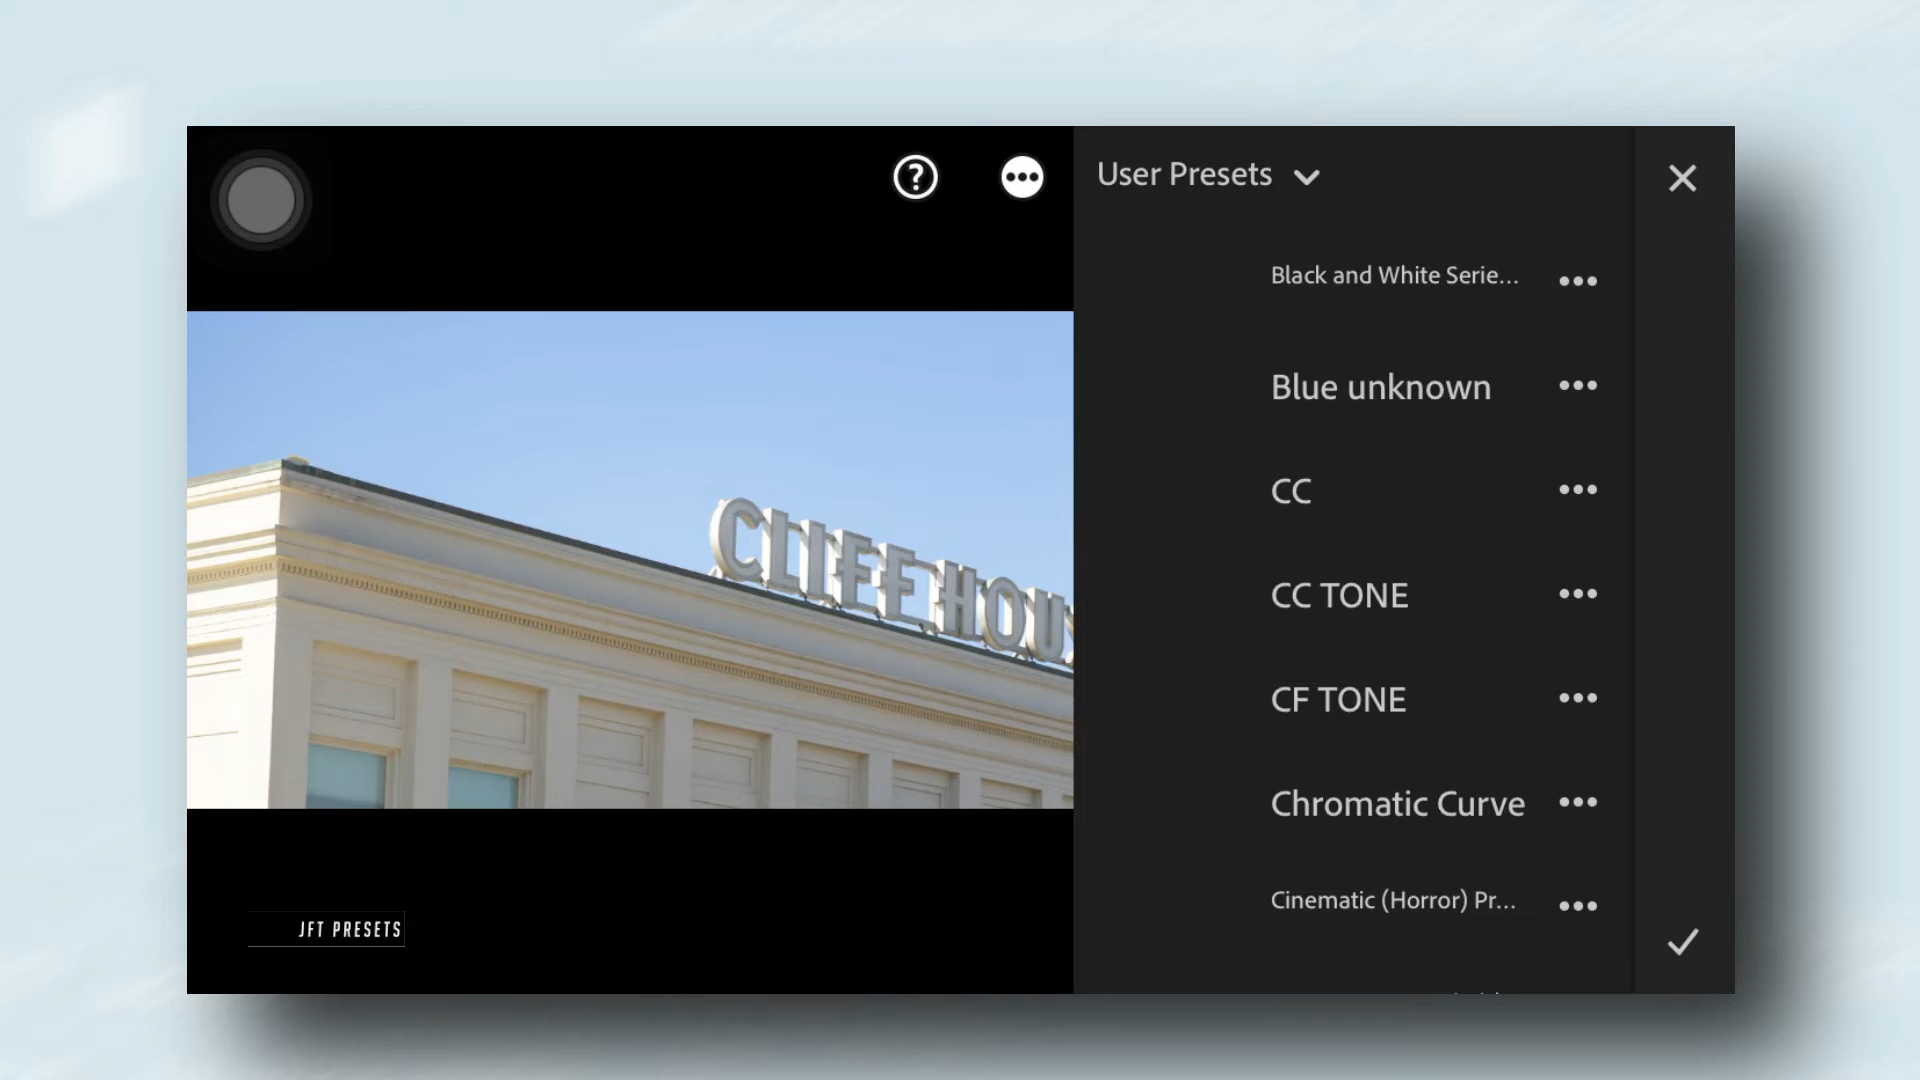 User Presets
Black and White Serie...
Blue unknown
CC
CC TONE
CF TONE
Chromatic Curve
Cinematic (Horror) Pr...
CLIFF HOU
JFT PRESETS